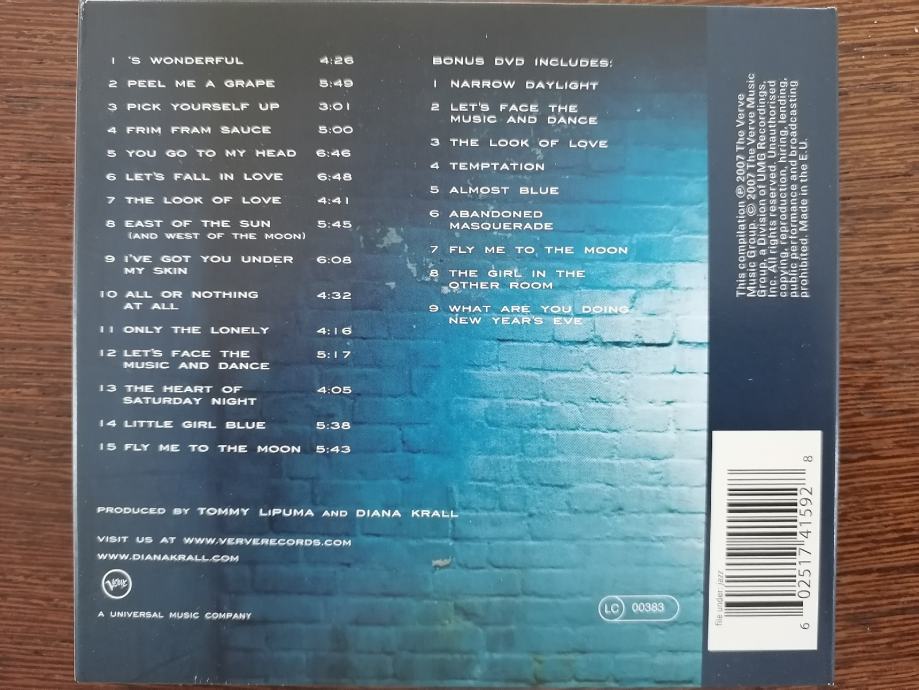 1 'S WONDERFUL 4:26
2 PEEL ME A GRAPE 5:49
3 PICK YOURSELF UP 3:01
4 FRIM FRAM SAUCE 5:00
5 YOU GO TO MY HEAD 6:46
6 LET'S FALL IN LOVE 6:48
7 THE LOOK OF LOVE 4:41
8 EAST OF THE SUN 5:45
(AND WEST OF THE MOON)
9 I'VE GOT YOU UNDER 6:08
MY SKIN
10 ALL OR NOTHING 4:32
AT ALL
11 ONLY THE LONELY 4:16
12 LET'S FACE THE 5:17
MUSIC AND DANCE
13 THE HEART OF 4:05
SATURDAY NIGHT
14 LITTLE GIRL BLUE 5:38
15 FLY ME TO THE MOON 5:43
BONUS DVD INCLUDES:
1 NARROW DAYLIGHT
2 LET'S FACE THE
MUSIC AND DANCE
3 THE LOOK OF LOVE
4 TEMPTATION
5 ALMOST BLUE
6 ABANDONED
MASQUERADE
7 FLY ME TO THE MOON
8 THE GIRL IN THE
OTHER ROOM
9 WHAT ARE YOU DOING
NEW YEAR'S EVE
PRODUCED BY TOMMY LIPUMA AND DIANA KRALL
VISIT US AT WWW.VERVERECORDS.COM
WWW.DIANAKRALL.COM
Verve
A UNIVERSAL MUSIC COMPANY
LC 00383
This compilation ℗ 2007 The Verve
Music Group. © 2007 The Verve Music
Group, a Division of UMG Recordings,
Inc. All rights reserved. Unauthorised
copying, reproduction, hiring, lending,
public performance and broadcasting
prohibited. Made in the E.U.
file under: jazz
6 02517 41592 8